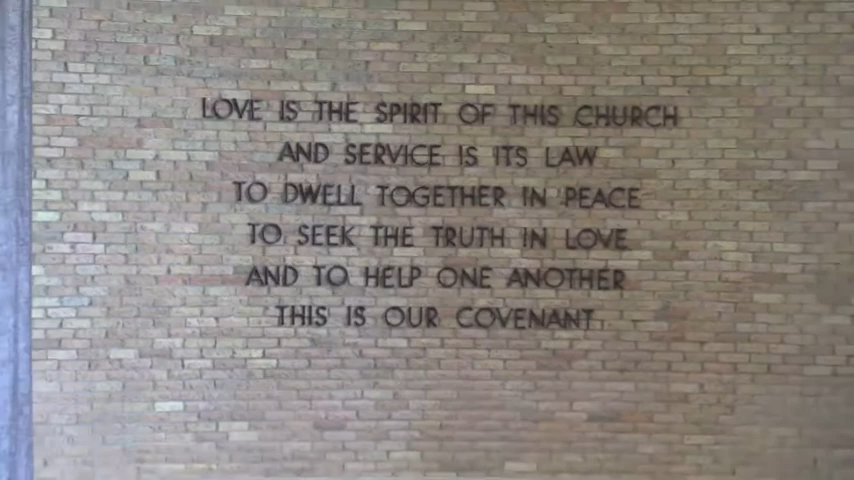 LOVE IS THE SPIRIT OF THIS CHURCH
AND SERVICE IS ITS LAW
TO DWELL TOGETHER IN PEACE
TO SEEK THE TRUTH IN LOVE
AND TO HELP ONE ANOTHER
THIS IS OUR COVENANT